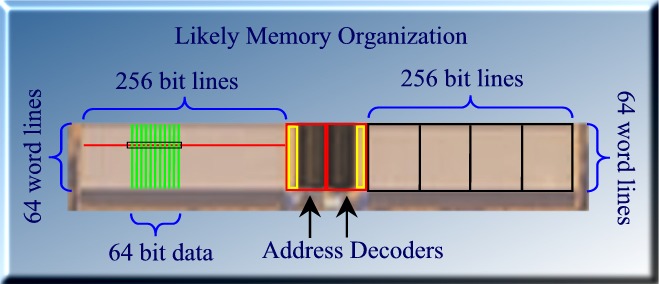 Likely Memory Organization
256 bit lines
256 bit lines
64 word lines
64 word lines
64 bit data
Address Decoders